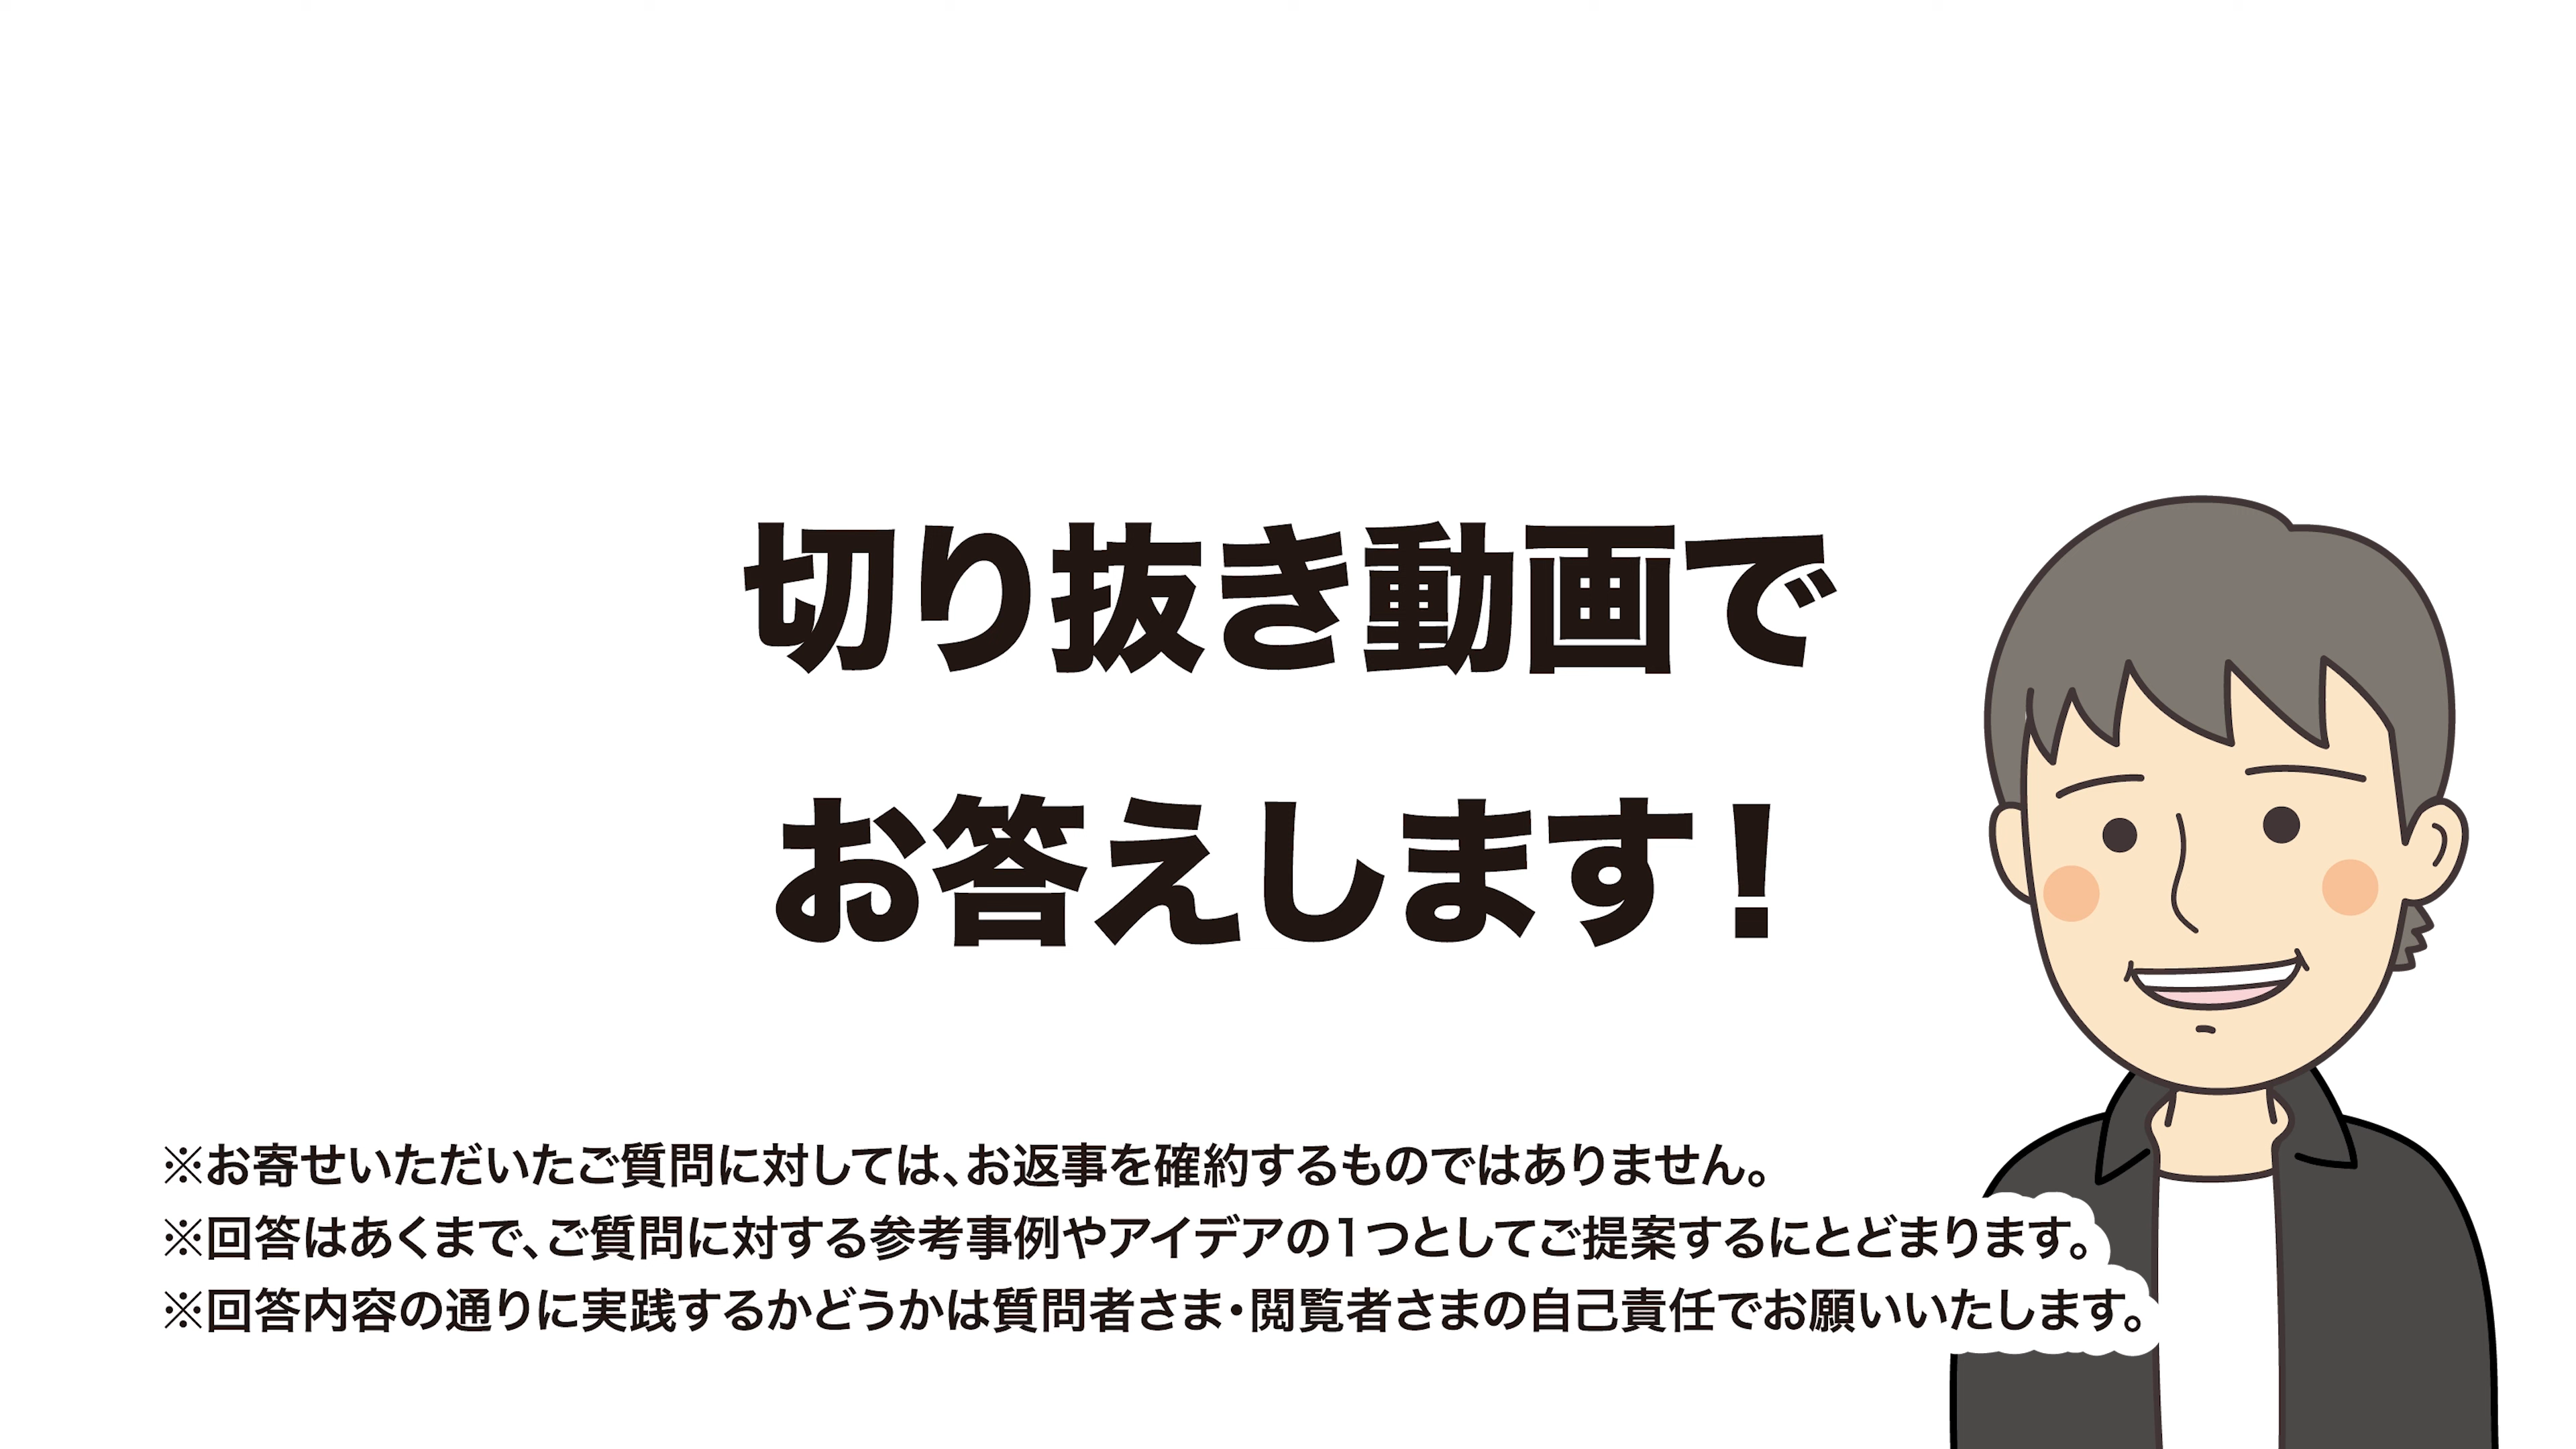 切り抜き動画で
お答えします！
※お寄せいただいたご質問に対しては、お返事を確約するものではありません。
※回答はあくまで、ご質問に対する参考事例やアイデアの1つとしてご提案するにとどまります。
※回答内容の通りに実践するかどうかは質問者さま・閲覧者さまの自己責任でお願いいたします。